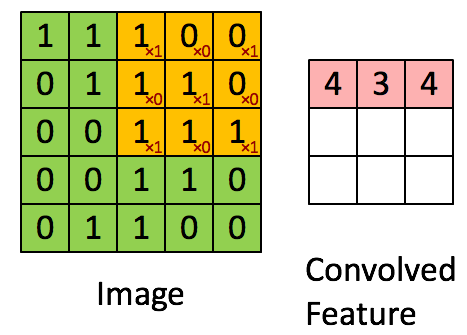 1 1 1×1 0×0 0×1
0 1 1×0 1×1 0×0
0 0 1×1 1×0 1×1
0 0 1 1 0
0 1 1 0 0
Image
4 3 4
Convolved
Feature